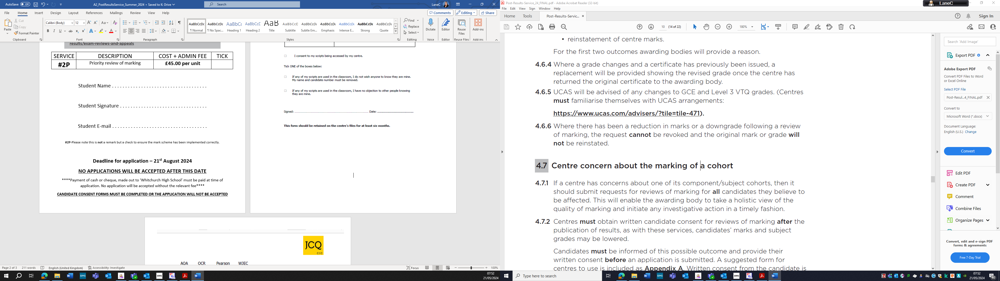 AutoSave Off A2_PostResultsService_Summer_2024 • Saved to K: Drive Search LaneC
File Home Insert Design Layout References Mailings Review View Help Comments Editing Share
Paste Cut Copy Format Painter Clipboard
Calibri (Body) 12 Font
Paragraph
Normal No Spac... Heading 1 Heading 2 Title Subtitle Subtle Em... Emphasis Intense E... Strong Quote
Styles
Find Replace Select Editing
Dictate Voice
Editor Editor
Reuse Files Reuse Files
Add-ins Add-ins
results/exam-reviews-and-appeals
SERVICE DESCRIPTION COST + ADMIN FEE TICK
#2P Priority review of marking £45.00 per unit
Student Name . . . . . . . . . . . . . . . . . . . . . . . . . . . . . . . . . .
Student Signature . . . . . . . . . . . . . . . . . . . . . . . . . . . . . . .
Student E-mail . . . . . . . . . . . . . . . . . . . . . . . . . . . . . . . . . .
#2P-Please note this is not a remark but a check to ensure the mark scheme has been implemented correctly.
Deadline for application – 21st August 2024
NO APPLICATIONS WILL BE ACCEPTED AFTER THIS DATE
****Payment of cash or cheque, made out to ‘Whitchurch High School’ must be paid at time of
application. No application will be accepted without the relevant fee****
CANDIDATE CONSENT FORMS MUST BE COMPLETED OR THE APPLICATION WILL NOT BE ACCEPTED
I consent to my scripts being accessed by my centre.
Tick ONE of the boxes below:
If any of my scripts are used in the classroom, I do not wish anyone to know they are mine.
My name and candidate number must be removed.
If any of my scripts are used in the classroom, I have no objection to other people knowing
they are mine.
Signed: ........................................ Date: ........................................
This form should be retained on the centre’s files for at least six months.
JCQ
CIC
AQA OCR Pearson WJEC
Page 2 of 3 211 words English (United Kingdom) Accessibility: Investigate Focus 100%
07:52
21/05/2024
Post-Results-Service_24_FINAL.pdf - Adobe Acrobat Reader (32-bit) LaneC
File Edit View Sign Window Help
Home Tools Post-Results-Servic... Sign In
10 (14 of 22) 180%
• reinstatement of centre marks.
For the first two outcomes awarding bodies will provide a reason.
4.6.4 Where a grade changes and a certificate has previously been issued, a
replacement will be provided showing the revised grade once the centre has
returned the original certificate to the awarding body.
4.6.5 UCAS will be advised of any changes to GCE and Level 3 VTQ grades. (Centres
must familiarise themselves with UCAS arrangements:
https://www.ucas.com/advisers/?tile=tile-471).
4.6.6 Where there has been a reduction in marks or a downgrade following a review
of marking, the request cannot be revoked and the original mark or grade will
not be reinstated.
4.7 Centre concern about the marking of a cohort
4.7.1 If a centre has concerns about one of its component/subject cohorts, then it
should submit requests for reviews of marking for all candidates they believe to
be affected. This will enable the awarding body to take a holistic view of the
quality of marking and initiate any investigative action in a timely fashion.
4.7.2 Centres must obtain written candidate consent for reviews of marking after the
publication of results, as with these services, candidates’ marks and subject
grades may be lowered.
Candidates must be informed of this possible outcome and provide their
written consent before an application is submitted. A suggested form for
centres to use is included as Appendix A. Written consent from the candidate is
Search 'Add Image'
Export PDF
Adobe Export PDF
Convert PDF Files to Word
or Excel Online
Select PDF File
Post-Resul...4_FINAL.pdf
Convert to
Microsoft Word (*.docx)
Document Language:
English (U.S.) Change
Convert
Edit PDF
Create PDF
Comment
Combine Files
Organize Pages
Convert, edit and e-sign PDF
forms & agreements
Free 7-Day Trial
Type here to search
07:52
21/05/2024